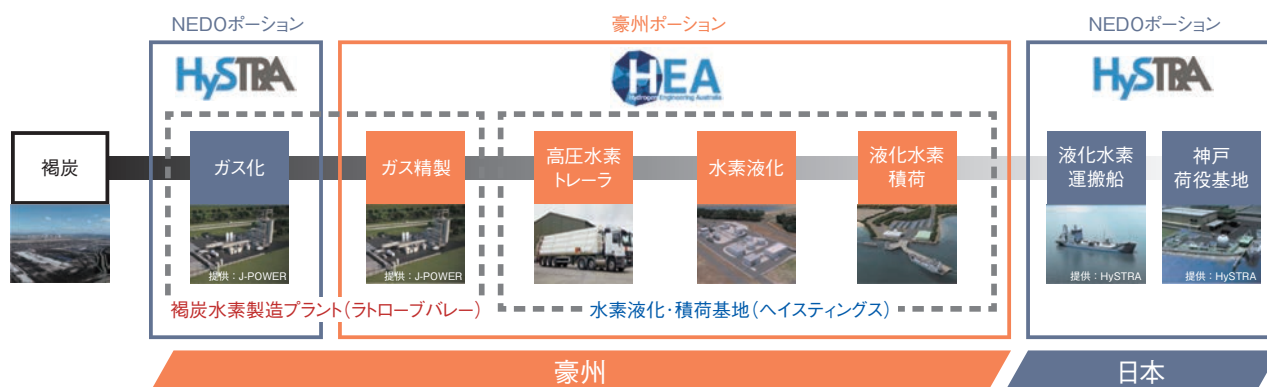 NEDOポーション
豪州ポーション
NEDOポーション
HySTRA
HEA
Hydrogen Engineering Australia
HySTRA
褐炭
ガス化
ガス精製
高圧水素
トレーラ
水素液化
液化水素
積荷
液化水素
運搬船
神戸
荷役基地
提供：J-POWER
提供：J-POWER
提供：HySTRA
提供：HySTRA
褐炭水素製造プラント（ラトローブバレー）
水素液化・積荷基地（ヘイスティングス）
豪州
日本